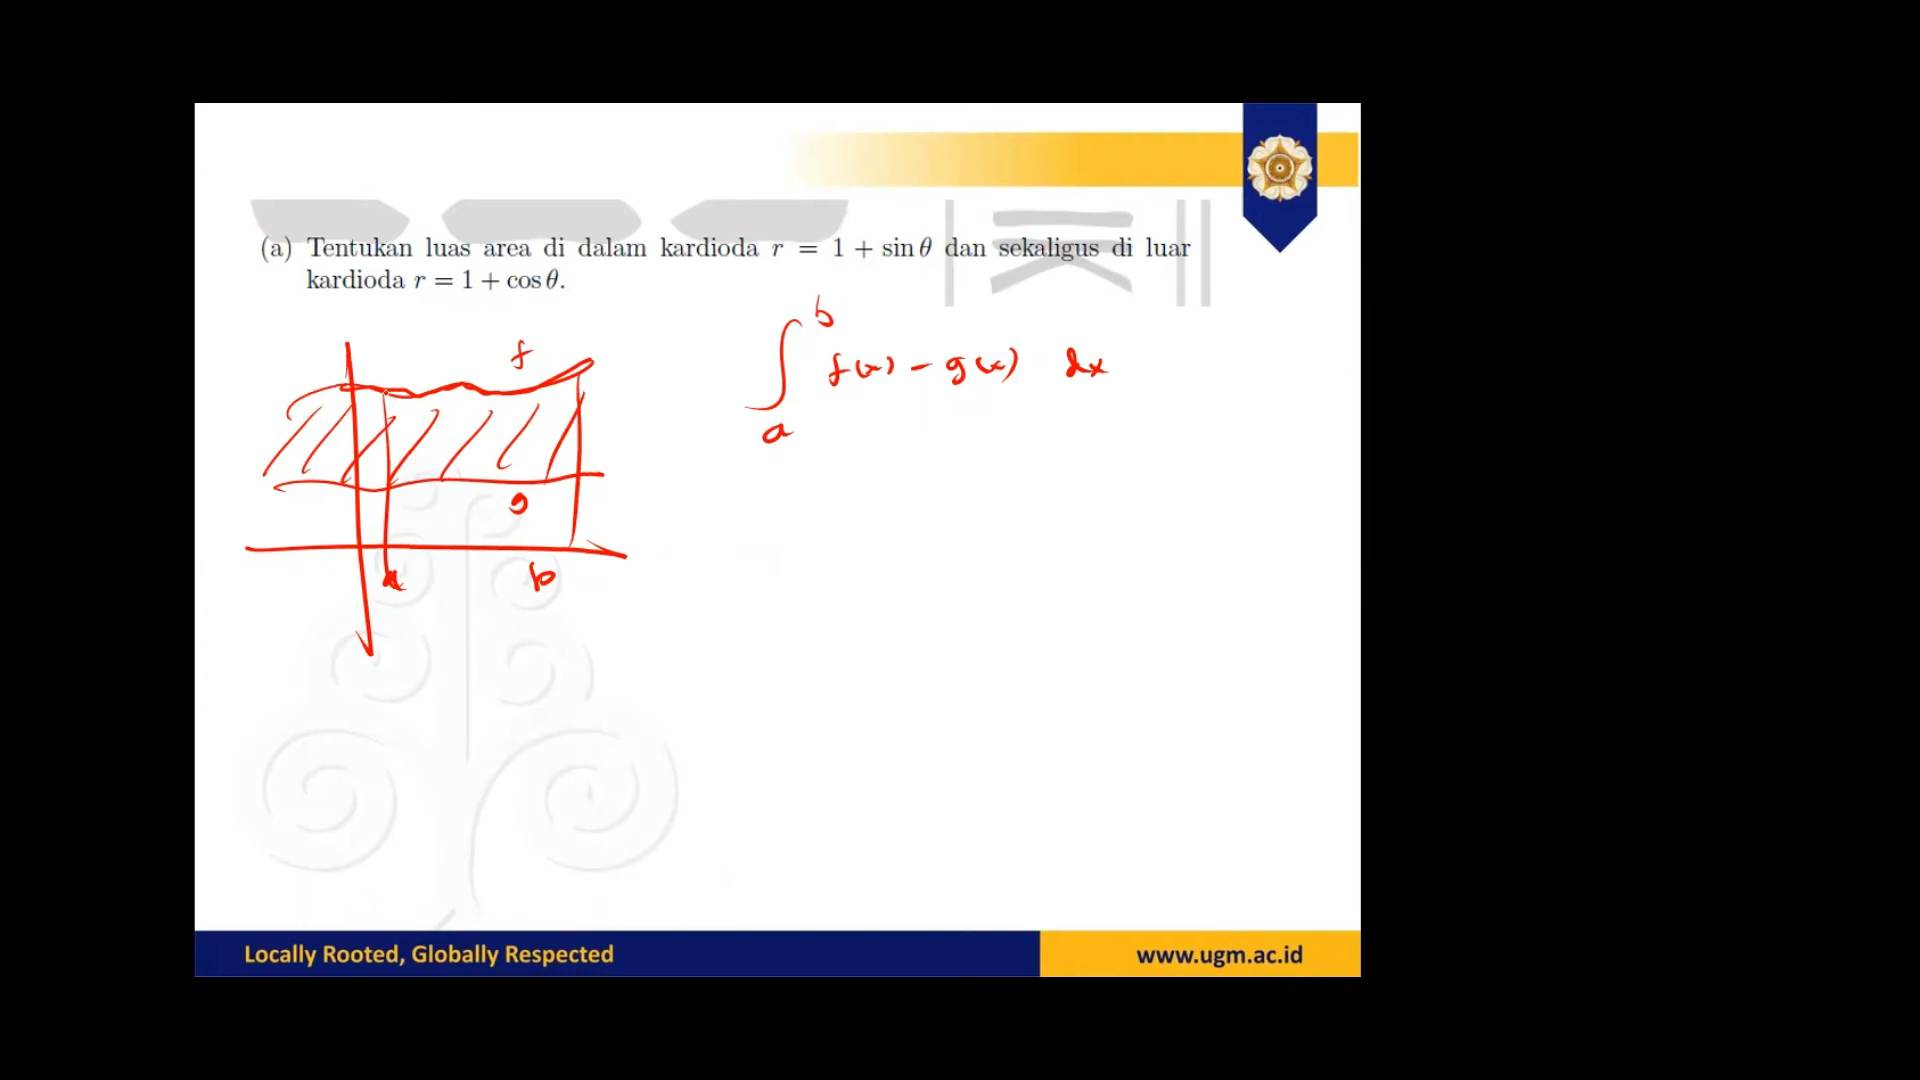 (a) Tentukan luas area di dalam kardioda r = 1 + sin θ dan sekaligus di luar
kardioda r = 1 + cos θ.
b
∫ f(x) - g(x) dx
a
f
g
a b
Locally Rooted, Globally Respected
www.ugm.ac.id